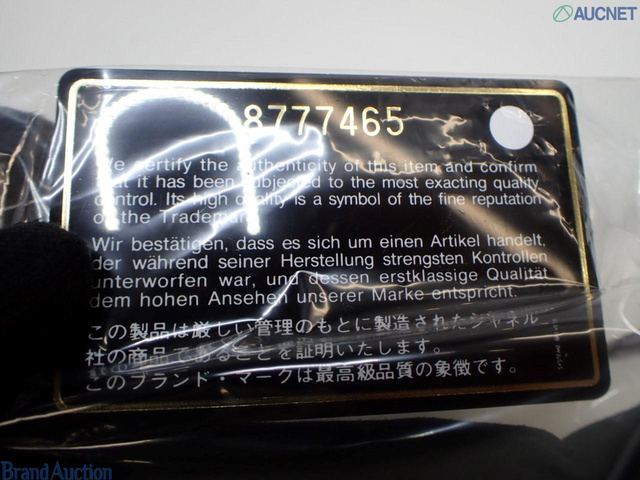 AUCNET
8777465
We certify the authenticity of this item and confirm
that it has been subjected to the most exacting quality
control. Its high quality is a symbol of the fine reputation
of the Trademark
Wir bestätigen, dass es sich um einen Artikel handelt,
der während seiner Herstellung strengsten Kontrollen
unterworfen war, und dessen erstklassige Qualität
dem hohen Ansehen unserer Marke entspricht.
この製品は厳しい管理のもとに製造されたシャネル
社の商品であることを証明いたします。
このブランド・マークは最高級品質の象徴です。
Brand Auction